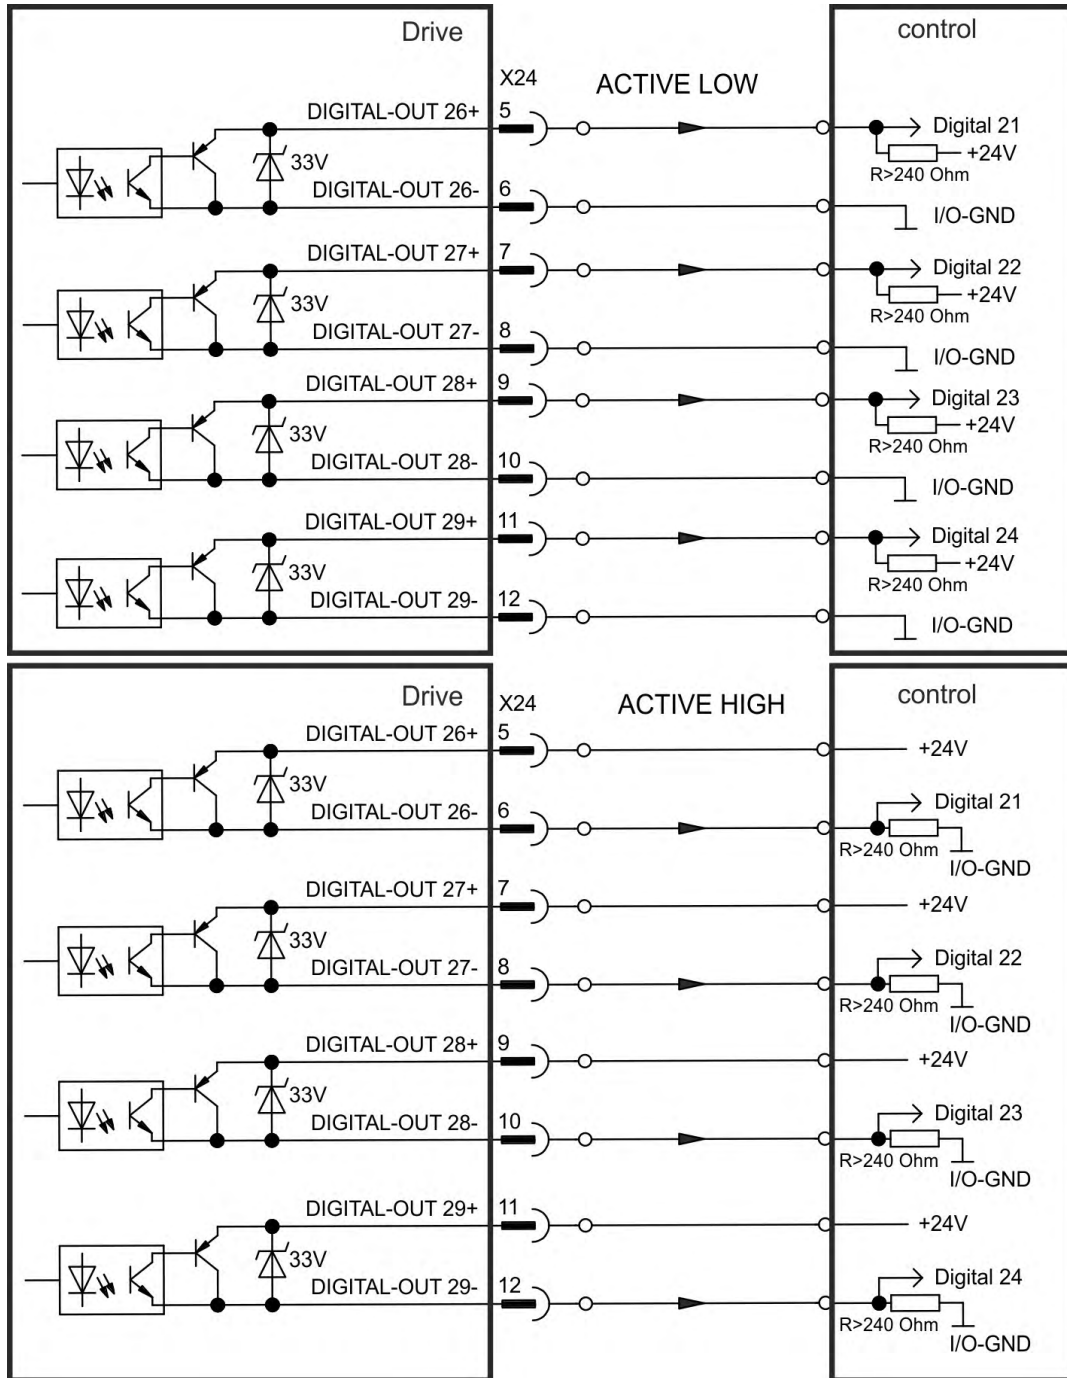 Drive
control
X24
ACTIVE LOW
DIGITAL-OUT 26+
5
Digital 21
+24V
33V
R>240 Ohm
DIGITAL-OUT 26-
6
I/O-GND
DIGITAL-OUT 27+
7
Digital 22
+24V
33V
R>240 Ohm
DIGITAL-OUT 27-
8
I/O-GND
DIGITAL-OUT 28+
9
Digital 23
+24V
33V
R>240 Ohm
DIGITAL-OUT 28-
10
I/O-GND
DIGITAL-OUT 29+
11
Digital 24
+24V
33V
R>240 Ohm
DIGITAL-OUT 29-
12
I/O-GND
Drive
control
X24
ACTIVE HIGH
DIGITAL-OUT 26+
5
+24V
33V
DIGITAL-OUT 26-
6
Digital 21
R>240 Ohm
I/O-GND
DIGITAL-OUT 27+
7
+24V
33V
DIGITAL-OUT 27-
8
Digital 22
R>240 Ohm
I/O-GND
DIGITAL-OUT 28+
9
+24V
33V
DIGITAL-OUT 28-
10
Digital 23
R>240 Ohm
I/O-GND
DIGITAL-OUT 29+
11
+24V
33V
DIGITAL-OUT 29-
12
Digital 24
R>240 Ohm
I/O-GND